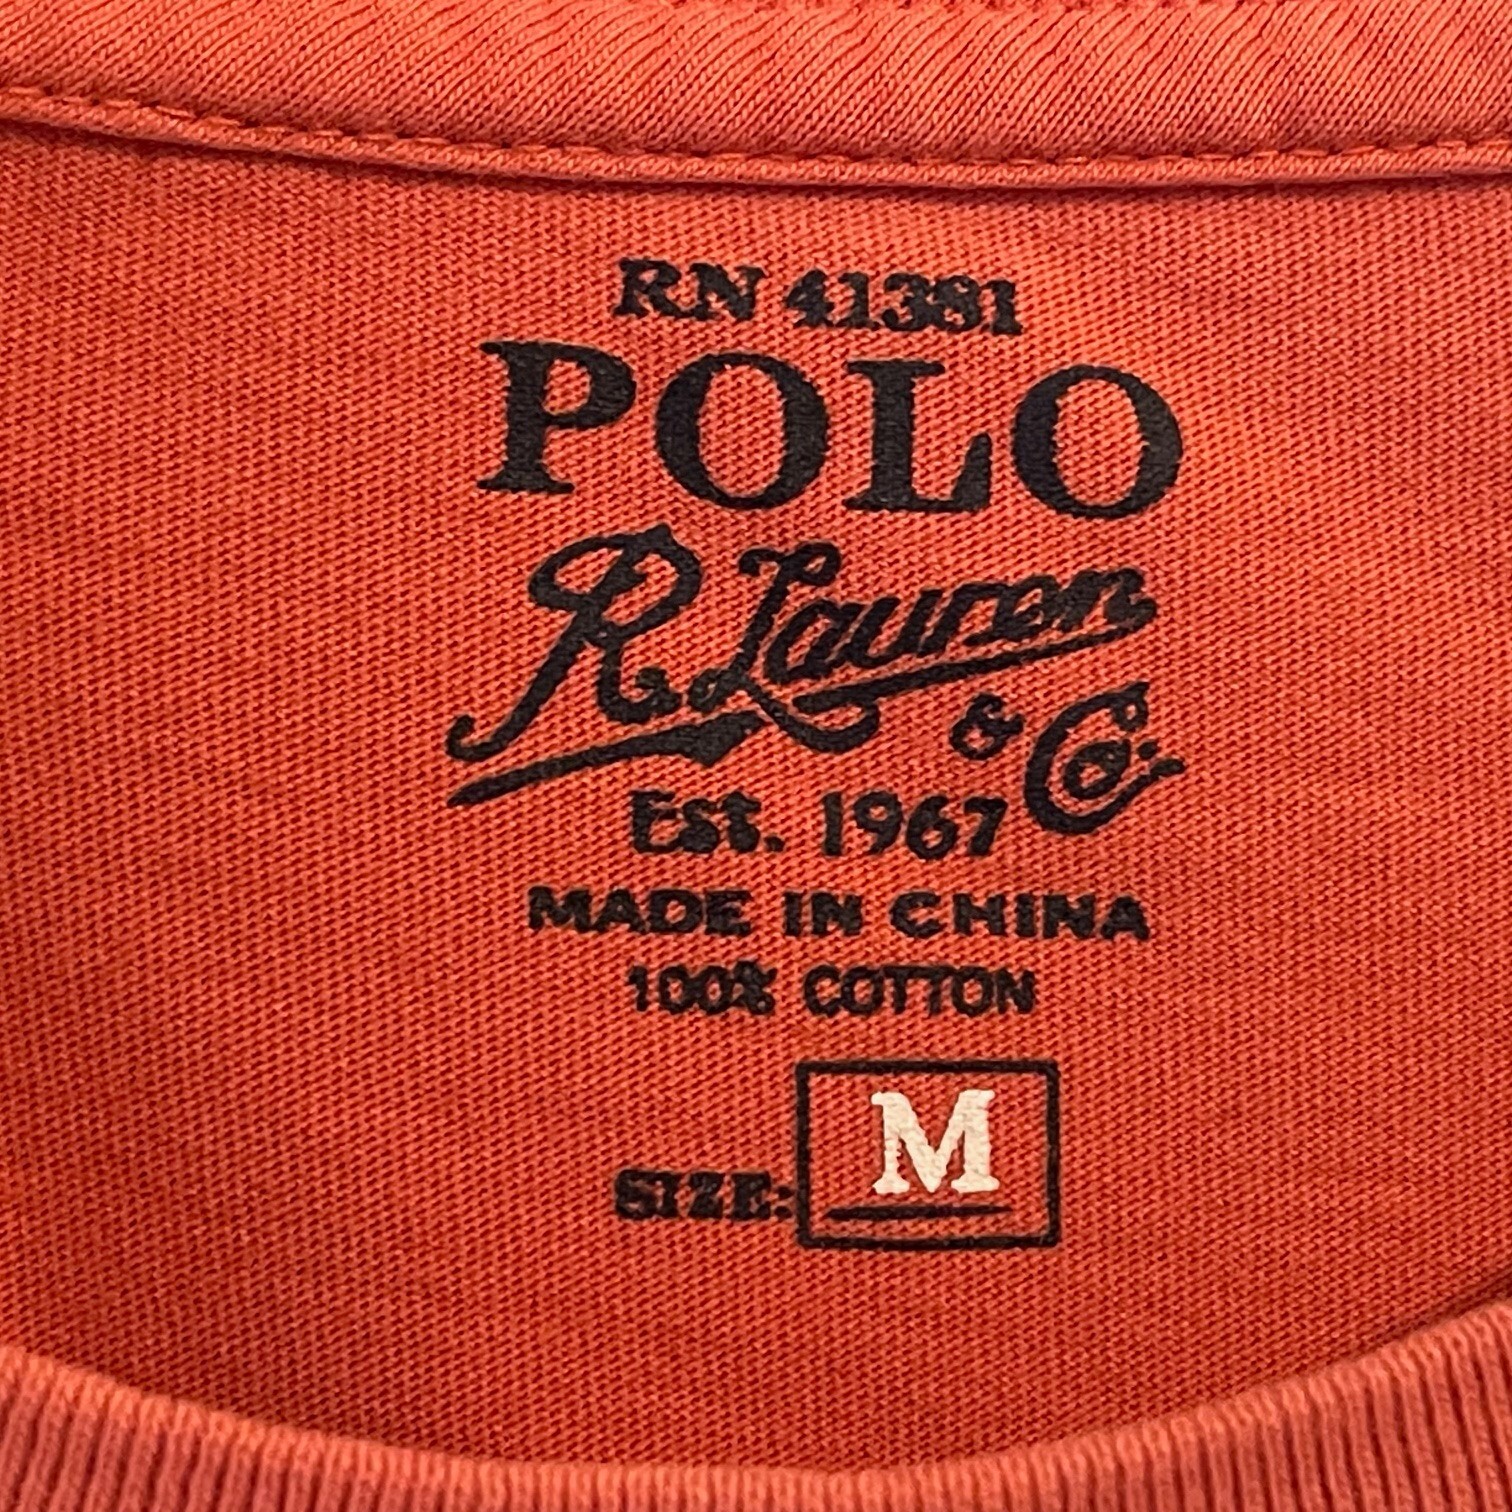 RN 41381
POLO
R. Lauren
& Co.
Est. 1967
MADE IN CHINA
100% COTTON
SIZE: M